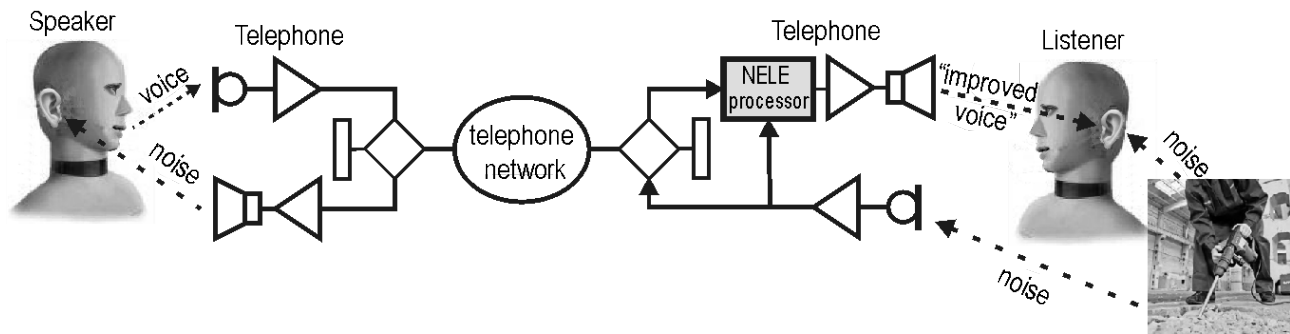 Speaker
Telephone
voice
noise
telephone
network
Telephone
NELE
processor
“improved
voice”
Listener
noise
noise